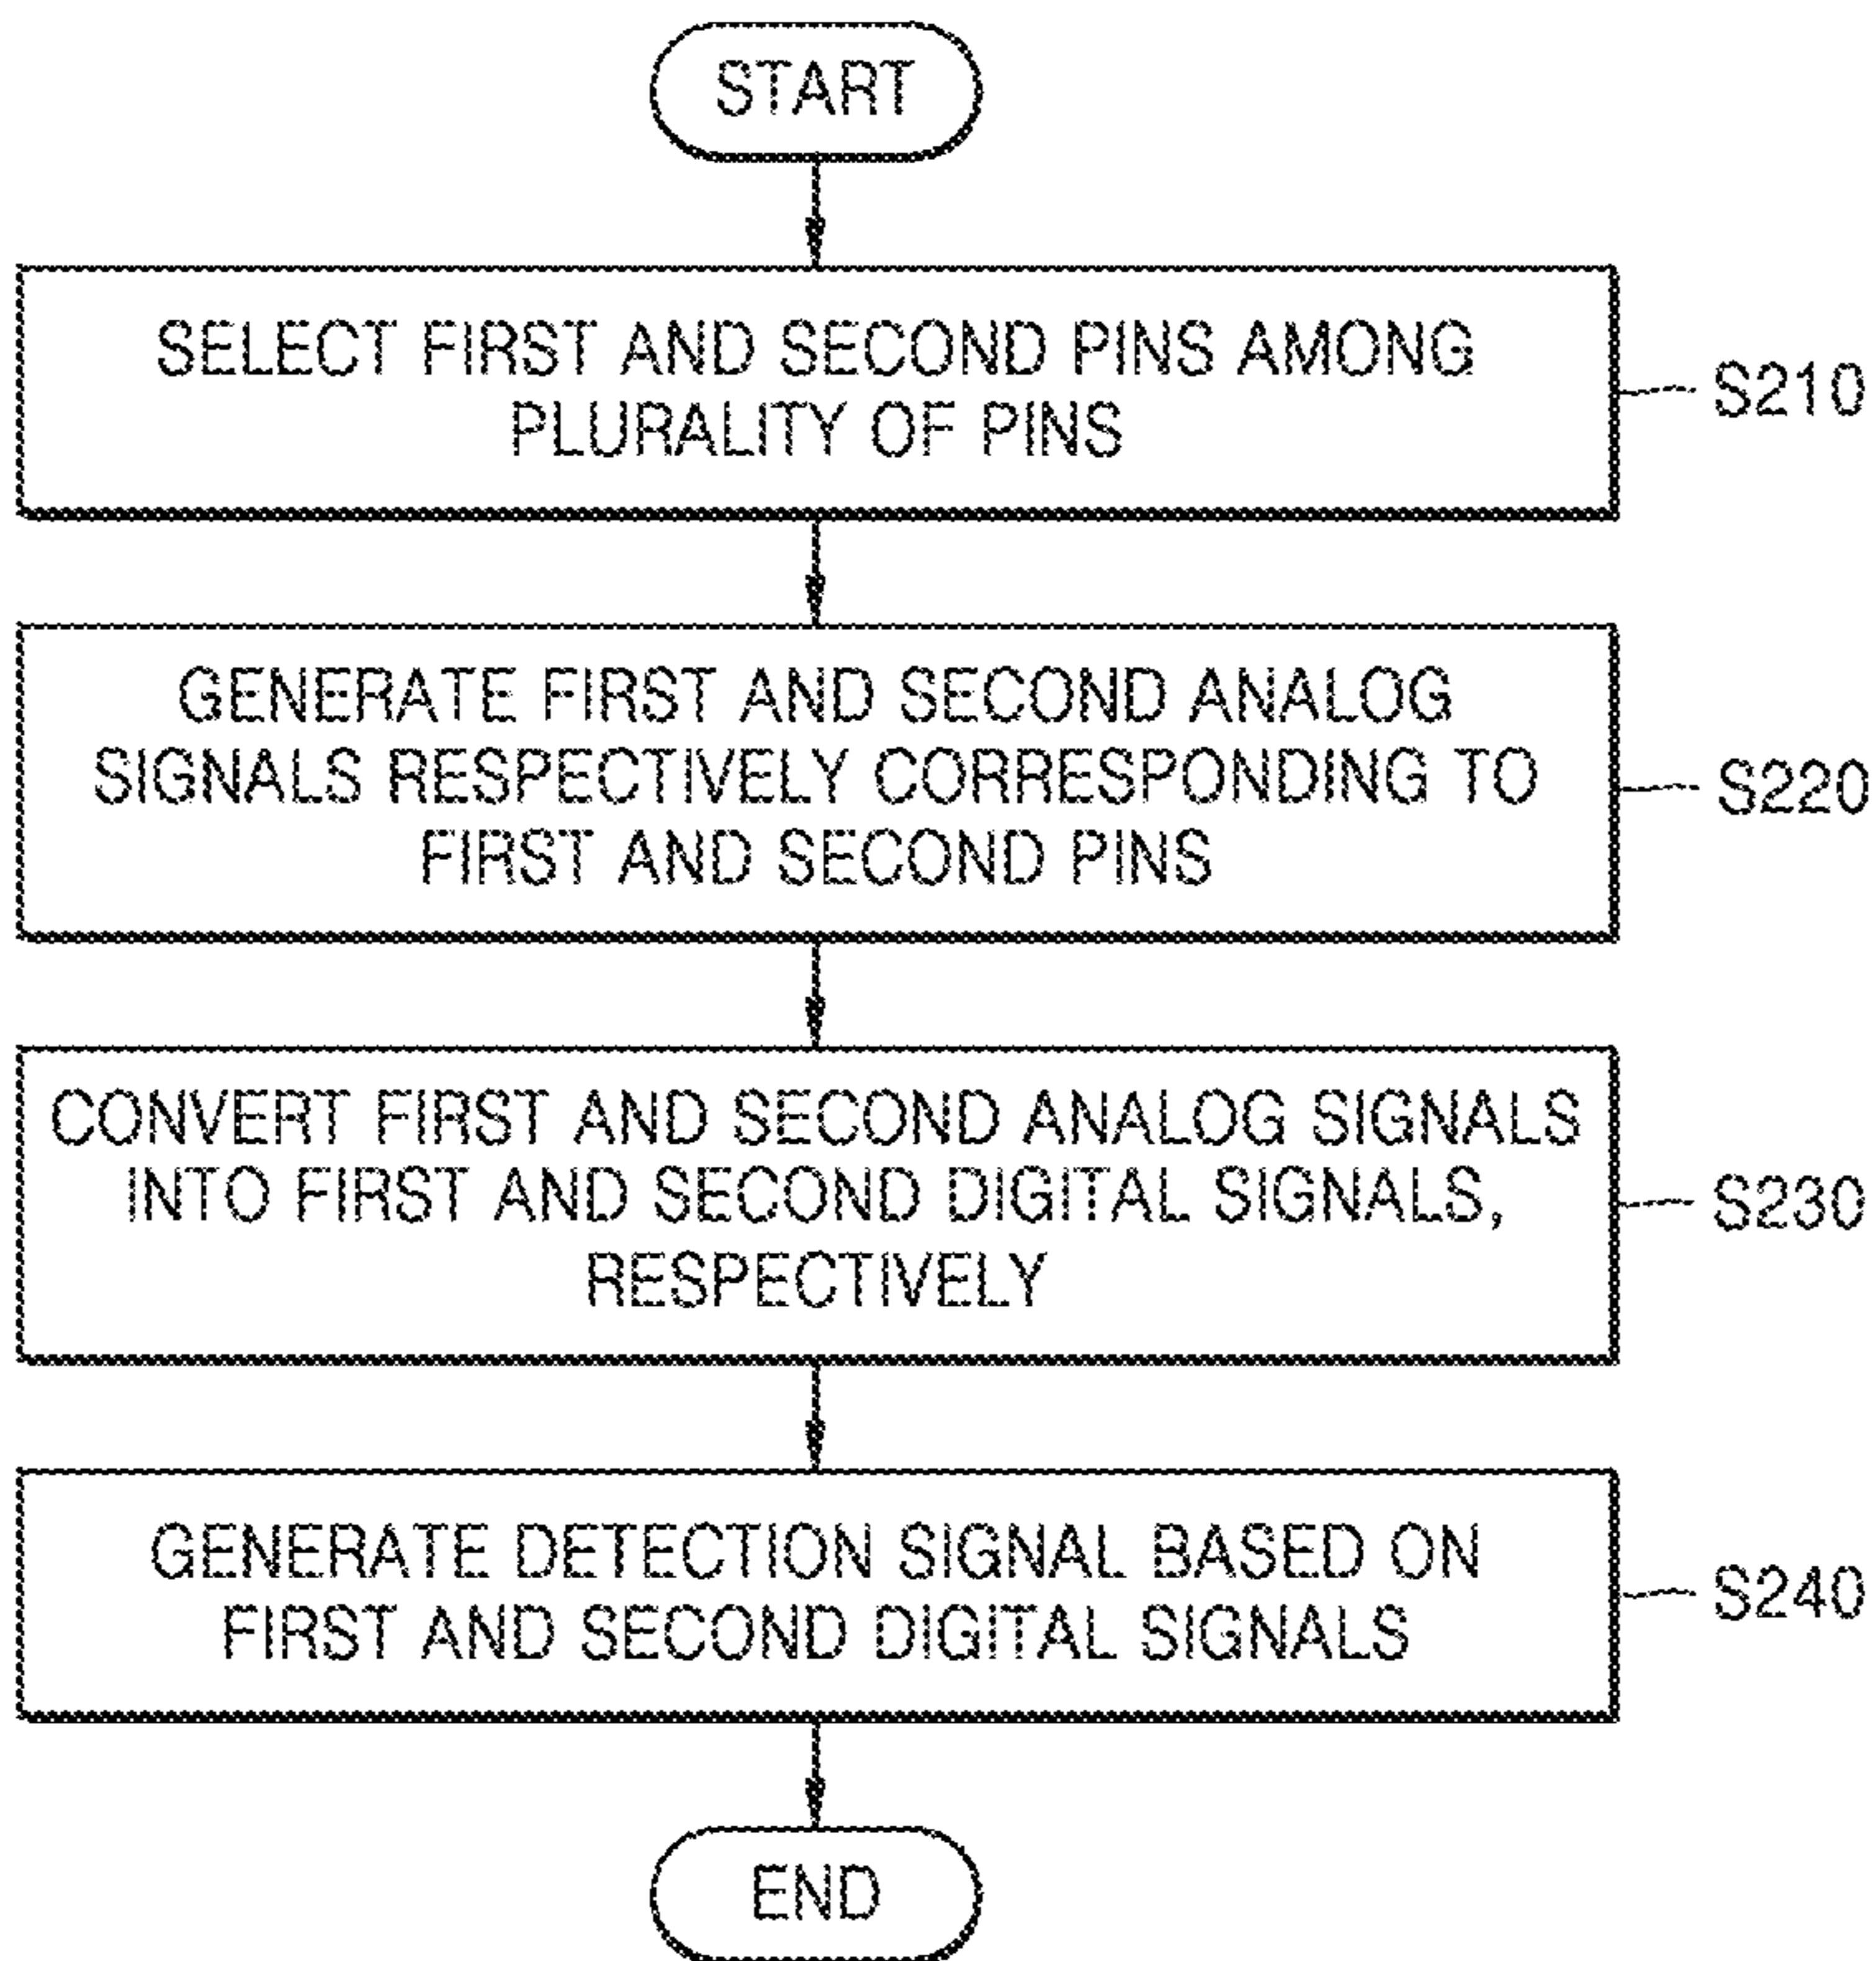 START
SELECT FIRST AND SECOND PINS AMONG
PLURALITY OF PINS
S210
GENERATE FIRST AND SECOND ANALOG
SIGNALS RESPECTIVELY CORRESPONDING TO
FIRST AND SECOND PINS
S220
CONVERT FIRST AND SECOND ANALOG SIGNALS
INTO FIRST AND SECOND DIGITAL SIGNALS,
RESPECTIVELY
S230
GENERATE DETECTION SIGNAL BASED ON
FIRST AND SECOND DIGITAL SIGNALS
S240
END